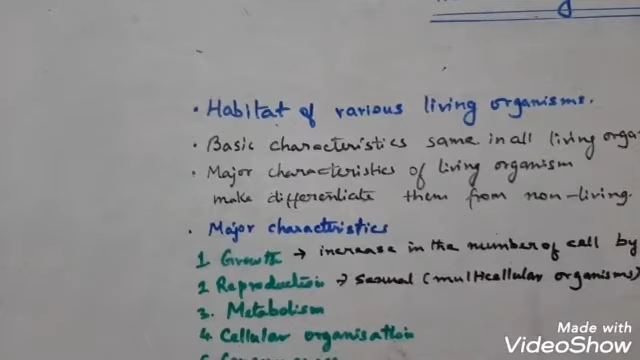 • Habitat of various living organisms.
• Basic characteristics same in all living orga
• Major characteristics of living organism
make differentiate them from non-living.
• Major characteristics
1 Growth → increase in the number of cell by
2 Reproduction → Sexual (multicellular organisms)
3. Metabolism
4. Cellular organisation
Made with
VideoShow